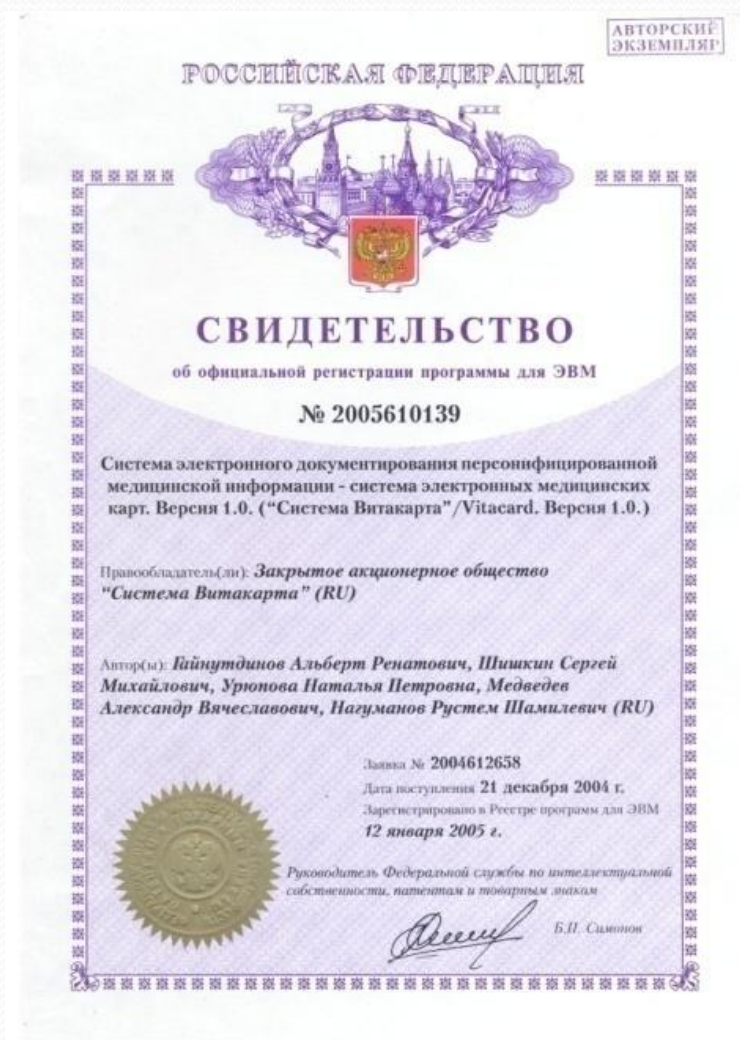 АВТОРСКИЙ
ЭКЗЕМПЛЯР
РОССИЙСКАЯ ФЕДЕРАЦИЯ
СВИДЕТЕЛЬСТВО
об официальной регистрации программы для ЭВМ
№ 2005610139
Система электронного документирования персонифицированной
медицинской информации - система электронных медицинских
карт. Версия 1.0. (“Система Витакарта”/Vitacard. Версия 1.0.)
Правообладатель(ли): Закрытое акционерное общество
“Система Витакарта” (RU)
Автор(ы): Гайнутдинов Альберт Ренатович, Шишкин Сергей
Михайлович, Урюпова Наталья Петровна, Медведев
Александр Вячеславович, Нагуманов Рустем Шамилевич (RU)
Заявка № 2004612658
Дата поступления 21 декабря 2004 г.
Зарегистрировано в Реестре программ для ЭВМ
12 января 2005 г.
Руководитель Федеральной службы по интеллектуальной
собственности, патентам и товарным знакам
Б.П. Симонов